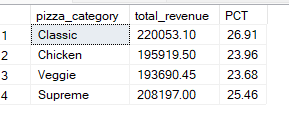 pizza_category total_revenue PCT
1 Classic 220053.10 26.91
2 Chicken 195919.50 23.96
3 Veggie 193690.45 23.68
4 Supreme 208197.00 25.46